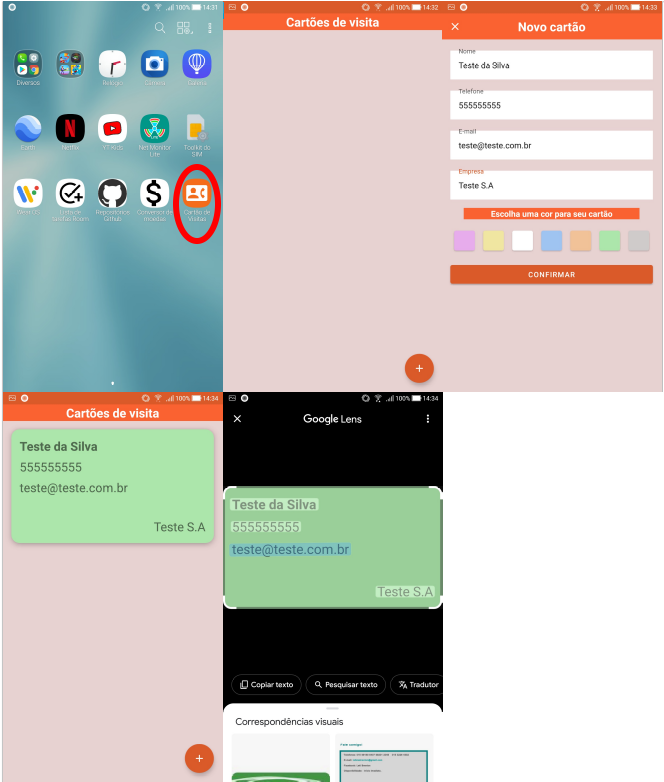 100% 14:31
Diversos
Relógio
Câmera
Galeria
Earth
Netflix
YT Kids
Net Monitor
Lite
Toolkit do
SIM
Wear OS
Lista de
tarefas Room
Repositórios
Github
Conversor de
moedas
Cartão de
Visitas
100% 14:32
Cartões de visita
+
100% 14:33
× Novo cartão
Nome
Teste da Silva
Telefone
555555555
E-mail
teste@teste.com.br
Empresa
Teste S.A
Escolha uma cor para seu cartão
CONFIRMAR
100% 14:34
Cartões de visita
Teste da Silva
555555555
teste@teste.com.br
Teste S.A
+
100% 14:34
× Google Lens
Teste da Silva
555555555
teste@teste.com.br
Teste S.A
Copiar texto
Pesquisar texto
Tradutor
Correspondências visuais